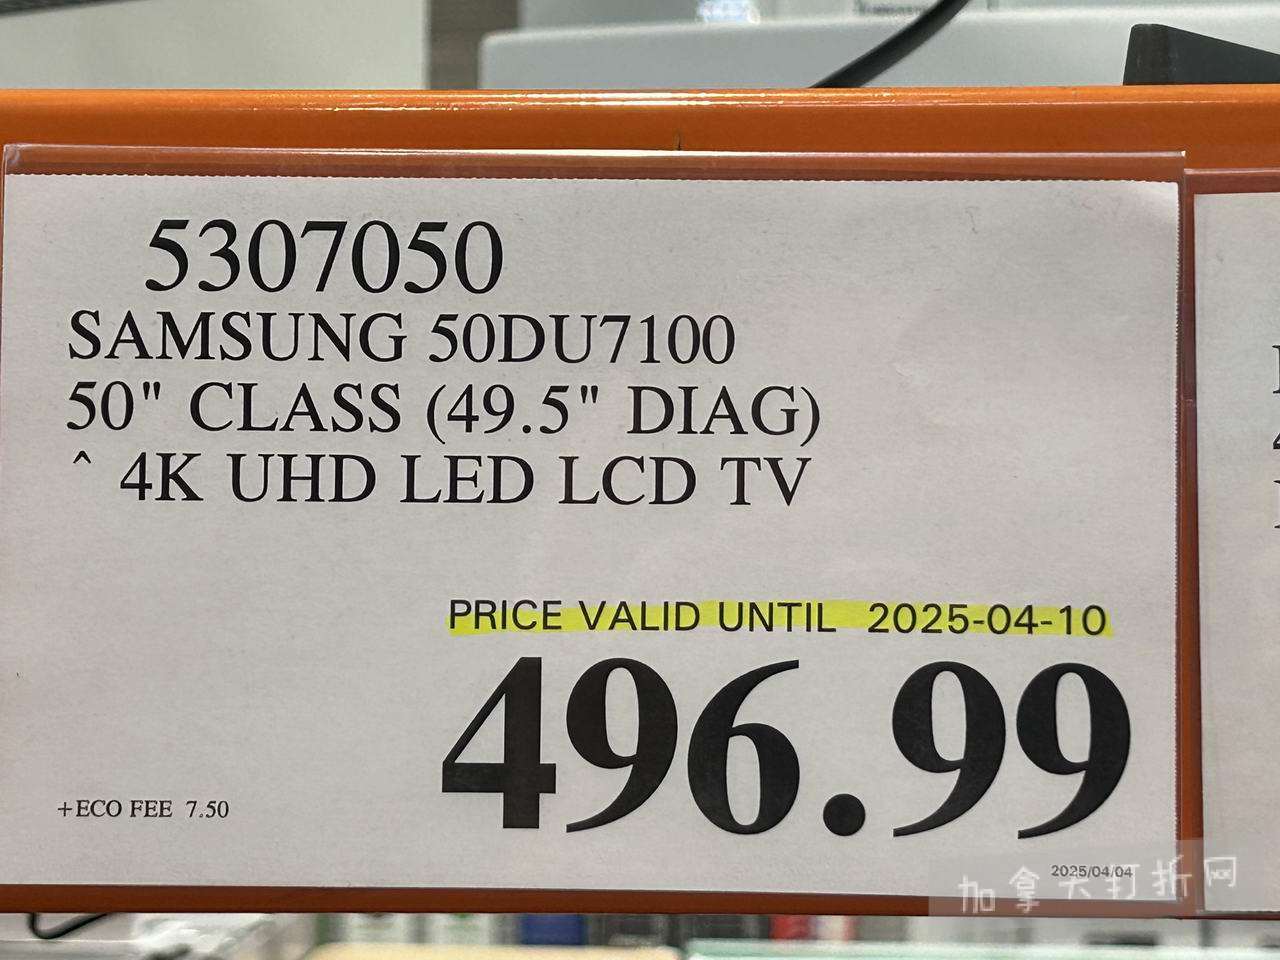 5307050
SAMSUNG 50DU7100
50" CLASS (49.5" DIAG)
^ 4K UHD LED LCD TV
PRICE VALID UNTIL 2025-04-10
496.99
+ECO FEE 7.50
2025/04/04
加拿大打折网